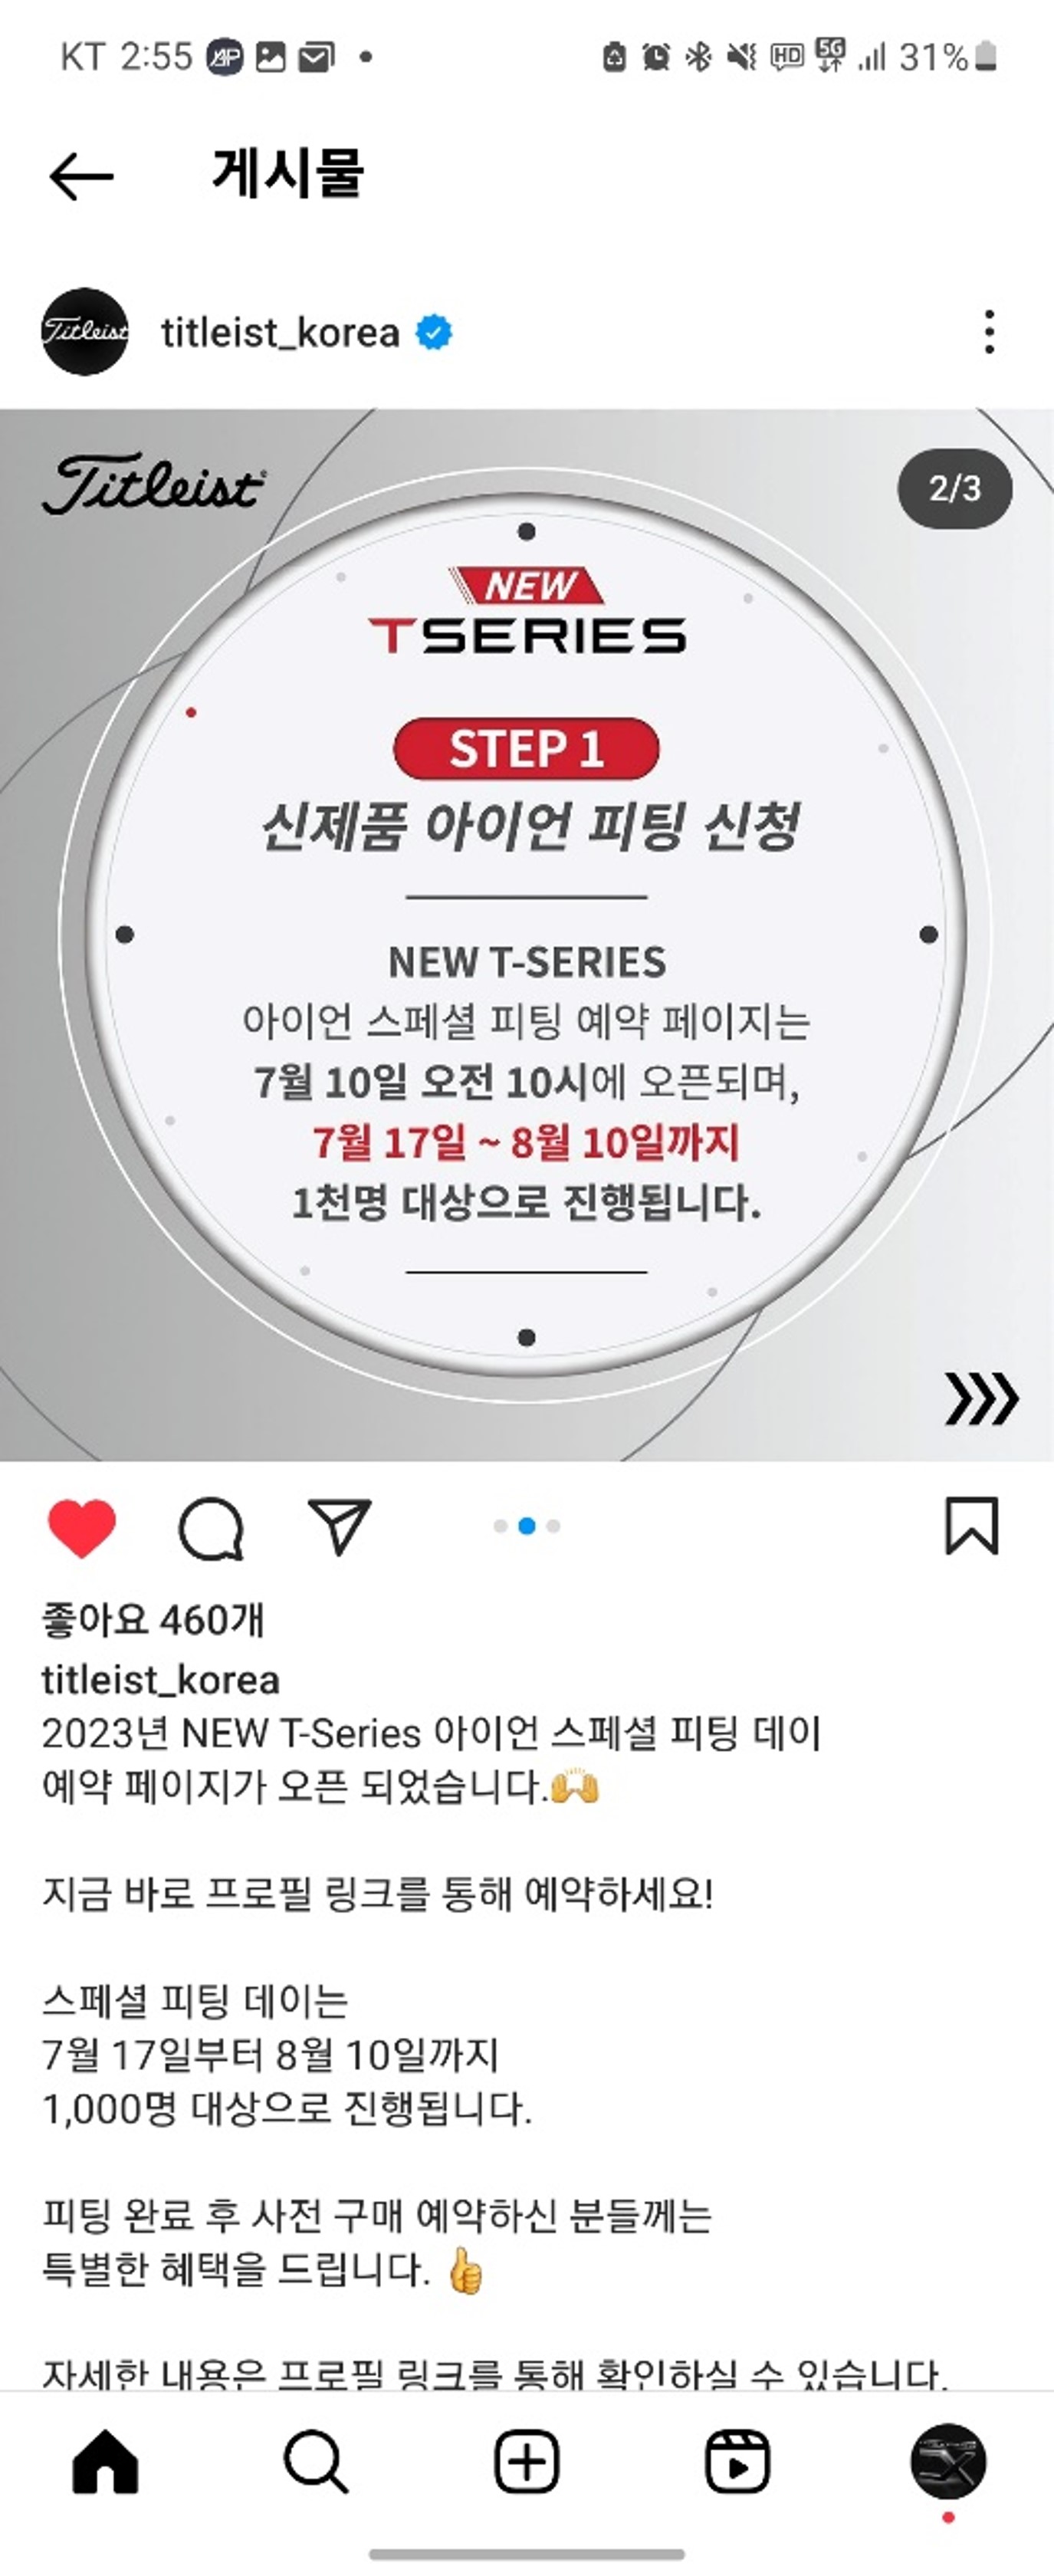 KT 2:55
HD 5G 31%
게시물
Titleist
titleist_korea
Titleist
2/3
NEW
TSERIES
STEP 1
신제품 아이언 피팅 신청
NEW T-SERIES
아이언 스페셜 피팅 예약 페이지는
7월 10일 오전 10시에 오픈되며,
7월 17일 ~ 8월 10일까지
1천명 대상으로 진행됩니다.
좋아요 460개
titleist_korea
2023년 NEW T-Series 아이언 스페셜 피팅 데이
예약 페이지가 오픈 되었습니다.🙌
지금 바로 프로필 링크를 통해 예약하세요!
스페셜 피팅 데이는
7월 17일부터 8월 10일까지
1,000명 대상으로 진행됩니다.
피팅 완료 후 사전 구매 예약하신 분들께는
특별한 혜택을 드립니다. 👍
자세한 내용은 프로필 링크를 통해 확인하실 수 있습니다.